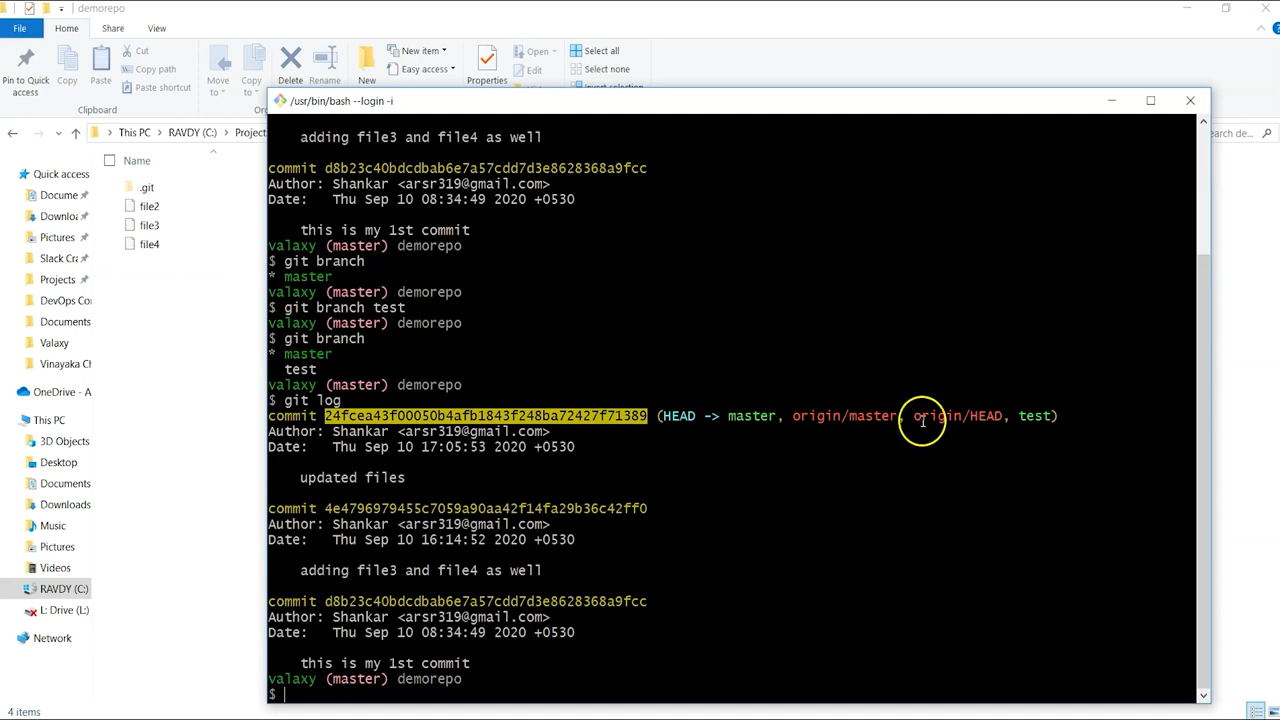 demorepo
File Home Share View
Pin to Quick access
Copy
Paste
Cut
Copy path
Paste shortcut
Clipboard
Move to
Copy to
Delete
Rename
New
New item
Easy access
Properties
Open
Edit
Select all
Select none
This PC RAVDY (C:) Project
Name
.git
file2
file3
file4
Quick access
Docume
Downloa
Pictures
Slack Cra
Projects
DevOps Co
Documents
Valaxy
Vinayaka Ch
OneDrive - A
This PC
3D Objects
Desktop
Documents
Downloads
Music
Pictures
Videos
RAVDY (C:)
L: Drive (L:)
Network
4 items
/usr/bin/bash --login -i
adding file3 and file4 as well
commit d8b23c40bdcdbab6e7a57cdd7d3e8628368a9fcc
Author: Shankar <arsr319@gmail.com>
Date: Thu Sep 10 08:34:49 2020 +0530
this is my 1st commit
valaxy (master) demorepo
$ git branch
* master
valaxy (master) demorepo
$ git branch test
valaxy (master) demorepo
$ git branch
* master
test
valaxy (master) demorepo
$ git log
commit 24fcea43f00050b4afb1843f248ba72427f71389 (HEAD -> master, origin/master, origin/HEAD, test)
Author: Shankar <arsr319@gmail.com>
Date: Thu Sep 10 17:05:53 2020 +0530
updated files
commit 4e4796979455c7059a90aa42f14fa29b36c42ff0
Author: Shankar <arsr319@gmail.com>
Date: Thu Sep 10 16:14:52 2020 +0530
adding file3 and file4 as well
commit d8b23c40bdcdbab6e7a57cdd7d3e8628368a9fcc
Author: Shankar <arsr319@gmail.com>
Date: Thu Sep 10 08:34:49 2020 +0530
this is my 1st commit
valaxy (master) demorepo
$